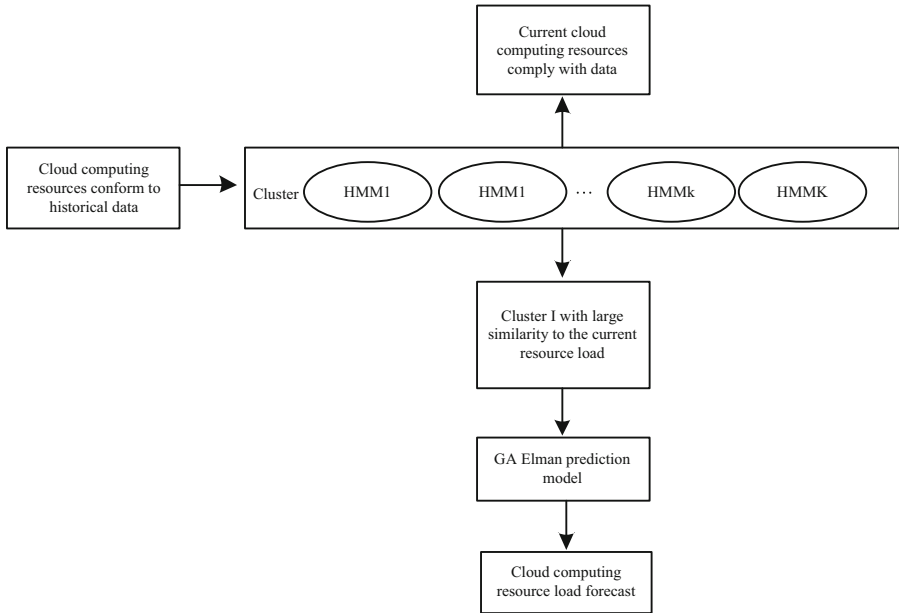 Current cloud
computing resources
comply with data
Cloud computing
resources conform to
historical data
Cluster HMM1 HMM1 ... HMMk HMMK
Cluster I with large
similarity to the current
resource load
GA Elman prediction
model
Cloud computing
resource load forecast